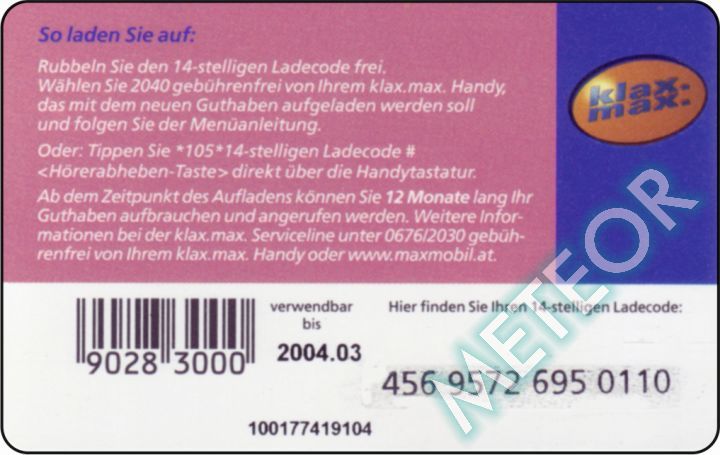 So laden Sie auf:
Rubbeln Sie den 14-stelligen Ladecode frei.
Wählen Sie 2040 gebührenfrei von Ihrem klax.max. Handy,
das mit dem neuen Guthaben aufgeladen werden soll
und folgen Sie der Menüanleitung.
Oder: Tippen Sie *105*14-stelligen Ladecode #
<Hörerabheben-Taste> direkt über die Handytastatur.
Ab dem Zeitpunkt des Aufladens können Sie 12 Monate lang Ihr
Guthaben aufbrauchen und angerufen werden. Weitere Infor-
mationen bei der klax.max. Serviceline unter 0676/2030 gebüh-
renfrei von Ihrem klax.max. Handy oder www.maxmobil.at.
klax.
max:
9028 3000
verwendbar
bis
2004.03
Hier finden Sie Ihren 14-stelligen Ladecode:
456 9572 695 0110
100177419104
METEOR